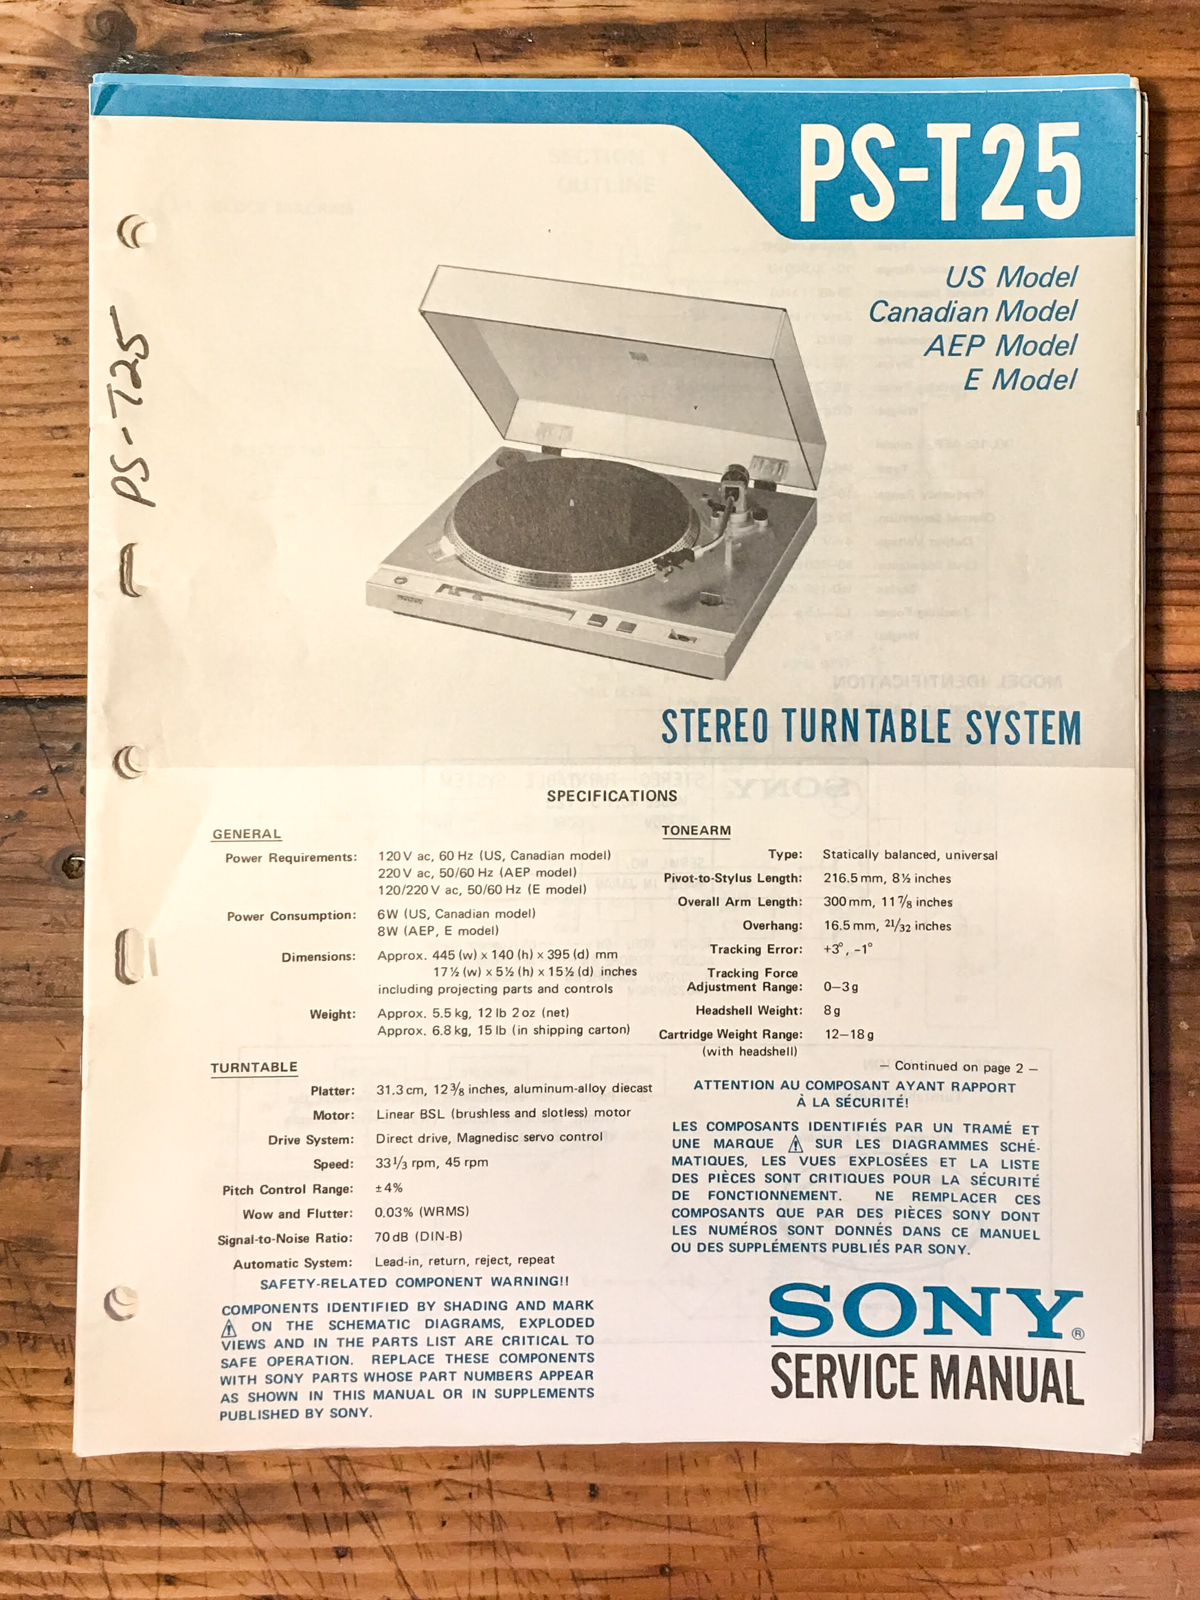 PS-T25
US Model
Canadian Model
AEP Model
E Model
PS-T25
STEREO TURNTABLE SYSTEM
SPECIFICATIONS
GENERAL
Power Requirements: 120 V ac, 60 Hz (US, Canadian model)
220 V ac, 50/60 Hz (AEP model)
120/220 V ac, 50/60 Hz (E model)
Power Consumption: 6W (US, Canadian model)
8W (AEP, E model)
Dimensions: Approx. 445 (w) x 140 (h) x 395 (d) mm
17½ (w) x 5½ (h) x 15½ (d) inches
including projecting parts and controls
Weight: Approx. 5.5 kg, 12 lb 2 oz (net)
Approx. 6.8 kg, 15 lb (in shipping carton)
TURNTABLE
Platter: 31.3 cm, 12 3/8 inches, aluminum-alloy diecast
Motor: Linear BSL (brushless and slotless) motor
Drive System: Direct drive, Magnedisc servo control
Speed: 33 1/3 rpm, 45 rpm
Pitch Control Range: ±4%
Wow and Flutter: 0.03% (WRMS)
Signal-to-Noise Ratio: 70 dB (DIN-B)
Automatic System: Lead-in, return, reject, repeat
SAFETY-RELATED COMPONENT WARNING!!
COMPONENTS IDENTIFIED BY SHADING AND MARK
⚠ ON THE SCHEMATIC DIAGRAMS, EXPLODED
VIEWS AND IN THE PARTS LIST ARE CRITICAL TO
SAFE OPERATION. REPLACE THESE COMPONENTS
WITH SONY PARTS WHOSE PART NUMBERS APPEAR
AS SHOWN IN THIS MANUAL OR IN SUPPLEMENTS
PUBLISHED BY SONY.
TONEARM
Type: Statically balanced, universal
Pivot-to-Stylus Length: 216.5 mm, 8½ inches
Overall Arm Length: 300 mm, 11 7/8 inches
Overhang: 16.5 mm, 21/32 inches
Tracking Error: +3°, -1°
Tracking Force
Adjustment Range: 0–3 g
Headshell Weight: 8 g
Cartridge Weight Range: 12–18 g
(with headshell)
— Continued on page 2 —
ATTENTION AU COMPOSANT AYANT RAPPORT
À LA SÉCURITÉ!
LES COMPOSANTS IDENTIFIÉS PAR UN TRAMÉ ET
UNE MARQUE ⚠ SUR LES DIAGRAMMES SCHÉ-
MATIQUES, LES VUES EXPLOSÉES ET LA LISTE
DES PIÈCES SONT CRITIQUES POUR LA SÉCURITÉ
DE FONCTIONNEMENT. NE REMPLACER CES
COMPOSANTS QUE PAR DES PIÈCES SONY DONT
LES NUMÉROS SONT DONNÉS DANS CE MANUEL
OU DES SUPPLÉMENTS PUBLIÉS PAR SONY.
SONY®
SERVICE MANUAL